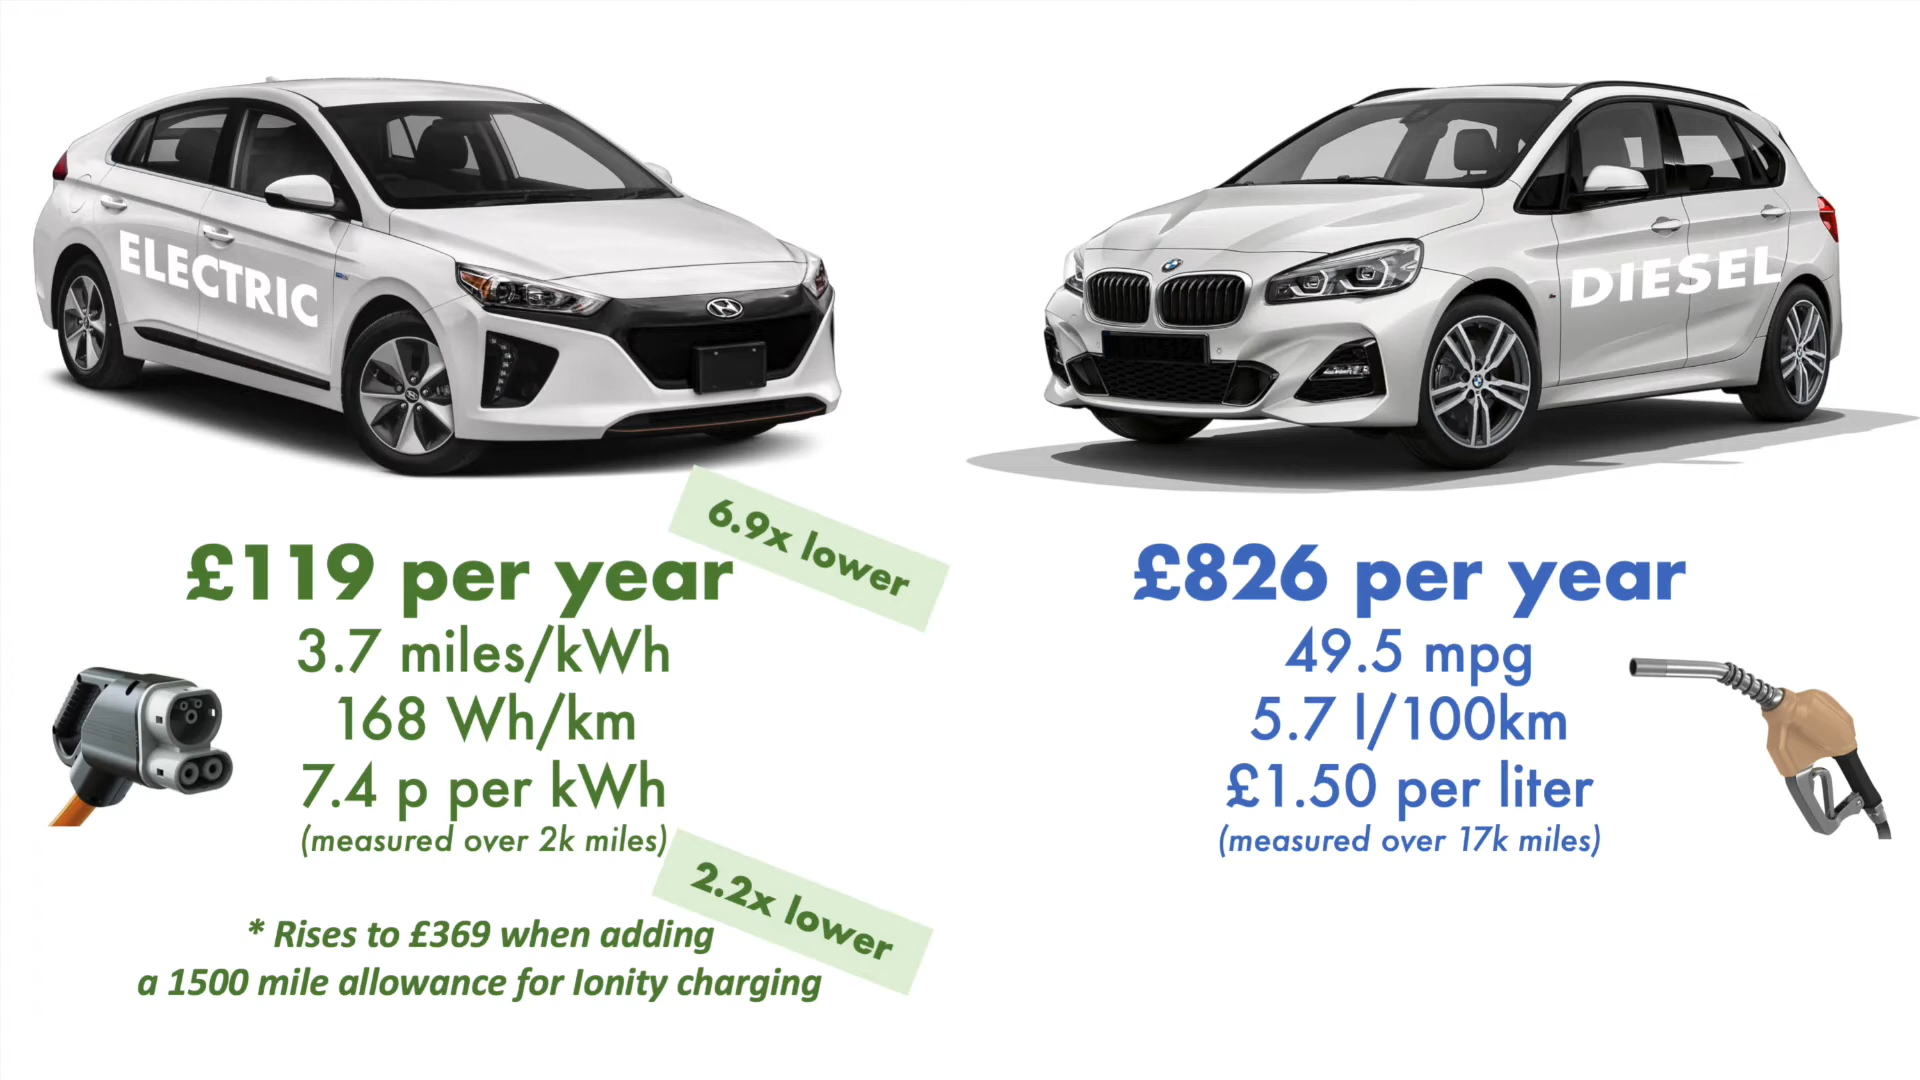 ELECTRIC
DIESEL
6.9x lower
£119 per year
3.7 miles/kWh
168 Wh/km
7.4 p per kWh
(measured over 2k miles)
2.2x lower
* Rises to £369 when adding
a 1500 mile allowance for Ionity charging
£826 per year
49.5 mpg
5.7 l/100km
£1.50 per liter
(measured over 17k miles)